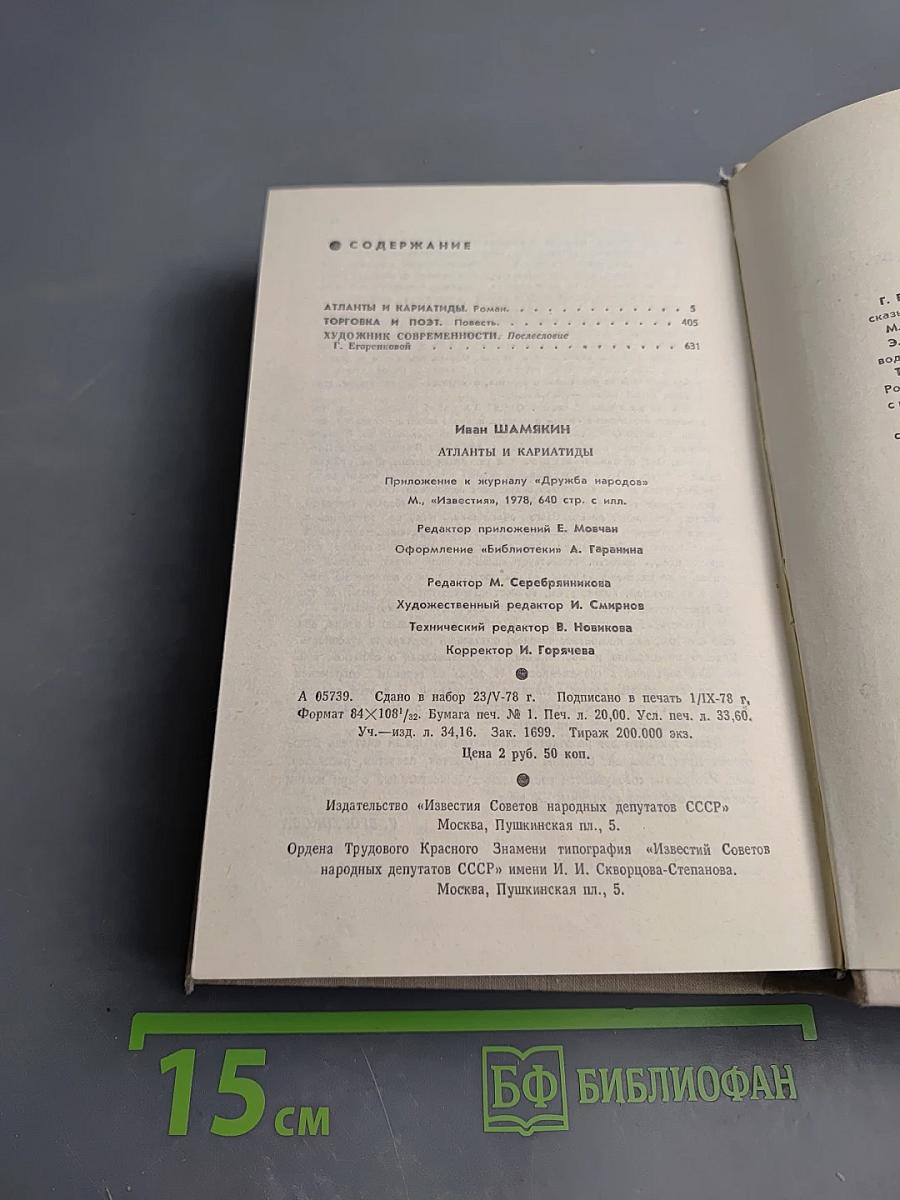 ● СОДЕРЖАНИЕ
АТЛАНТЫ И КАРИАТИДЫ. Роман. . . . . . . . . . . . . 5
ТОРГОВКА И ПОЭТ. Повесть. . . . . . . . . . . . . 405
ХУДОЖНИК СОВРЕМЕННОСТИ. Послесловие
Г. Егоренковой . . . . . . . . . . . . . . . . . . 631
Иван ШАМЯКИН
АТЛАНТЫ И КАРИАТИДЫ
Приложение к журналу «Дружба народов»
М., «Известия», 1978, 640 стр. с илл.
Редактор приложений Е. Мовчан
Оформление «Библиотеки» А. Гаранина
Редактор М. Серебрянникова
Художественный редактор И. Смирнов
Технический редактор В. Новикова
Корректор И. Горячева
А 05739. Сдано в набор 23/V-78 г. Подписано в печать 1/IX-78 г,
Формат 84×108¹/₃₂. Бумага печ. № 1. Печ. л. 20,00. Усл. печ. л. 33,60.
Уч.—изд. л. 34,16. Зак. 1699. Тираж 200.000 экз.
Цена 2 руб. 50 коп.
Издательство «Известия Советов народных депутатов СССР»
Москва, Пушкинская пл., 5.
Ордена Трудового Красного Знамени типография «Известий Советов
народных депутатов СССР» имени И. И. Скворцова-Степанова.
Москва, Пушкинская пл., 5.
Г.
сказы
М.
Э.
вод
Ро
с
15 см
БФ БИБЛИОФАН